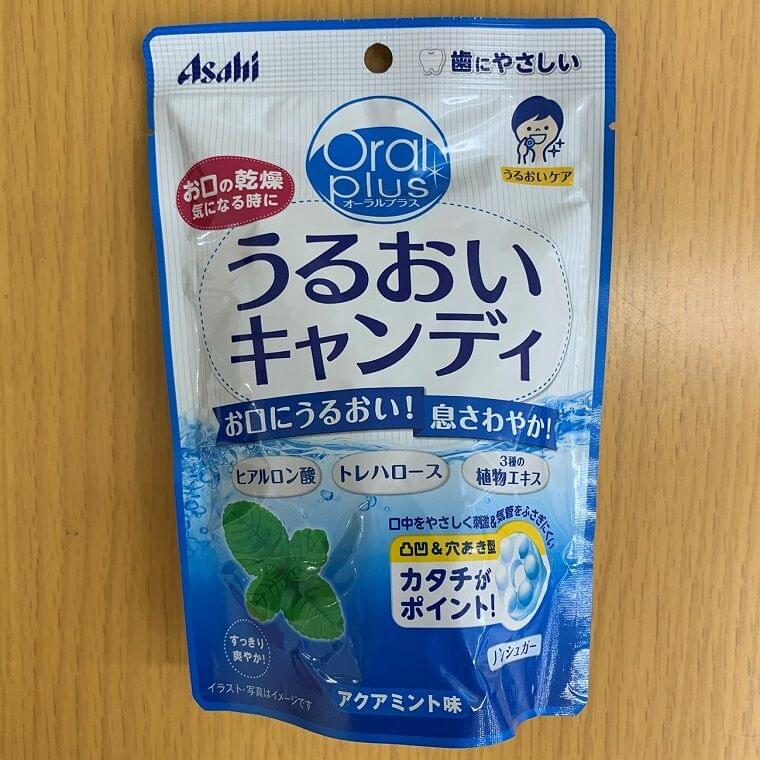 Asahi
歯にやさしい
Oral
plus
オーラルプラス
うるおいケア
お口の乾燥
気になる時に
うるおい
キャンディ
お口にうるおい!
息さわやか!
ヒアルロン酸
トレハロース
3種の
植物エキス
口中をやさしく刺激&気管をふさぎにくい
凸凹&穴あき型
カタチが
ポイント!
すっきり
爽やか!
ノンシュガー
イラスト・写真はイメージです
アクアミント味